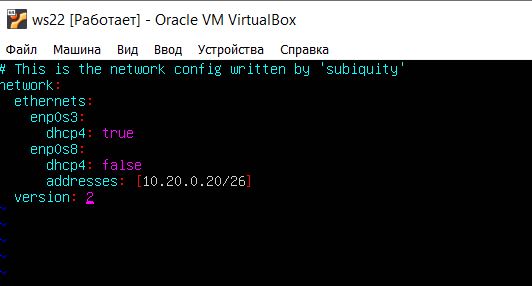 ws22 [Работает] - Oracle VM VirtualBox
Файл Машина Вид Ввод Устройства Справка
# This is the network config written by 'subiquity'
network:
  ethernets:
    enp0s3:
      dhcp4: true
    enp0s8:
      dhcp4: false
      addresses: [10.20.0.20/26]
  version: 2
~
~
~
~